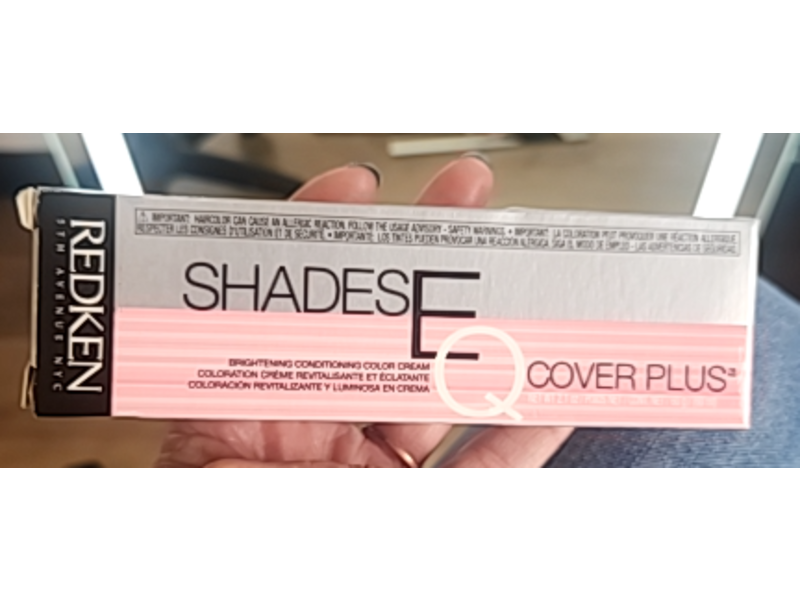 REDKEN
5TH AVENUE NYC
IMPORTANT: HAIRCOLOR CAN CAUSE AN ALLERGIC REACTION. FOLLOW THE USAGE ADVISORY - SAFETY WARNINGS. • IMPORTANT: LA COLORATION PEUT PROVOQUER UNE RÉACTION ALLERGIQUE.
RESPECTER LES CONSIGNES D'UTILISATION ET DE SÉCURITÉ. • IMPORTANTE: LOS TINTES PUEDEN PROVOCAR UNA REACCIÓN ALÉRGICA. SIGA EL MODO DE EMPLEO - LAS ADVERTENCIAS DE SEGURIDAD.
SHADES EQ
COVER PLUS
BRIGHTENING CONDITIONING COLOR CREAM
COLORATION CRÈME REVITALISANTE ET ÉCLATANTE
COLORACIÓN REVITALIZANTE Y LUMINOSA EN CREMA